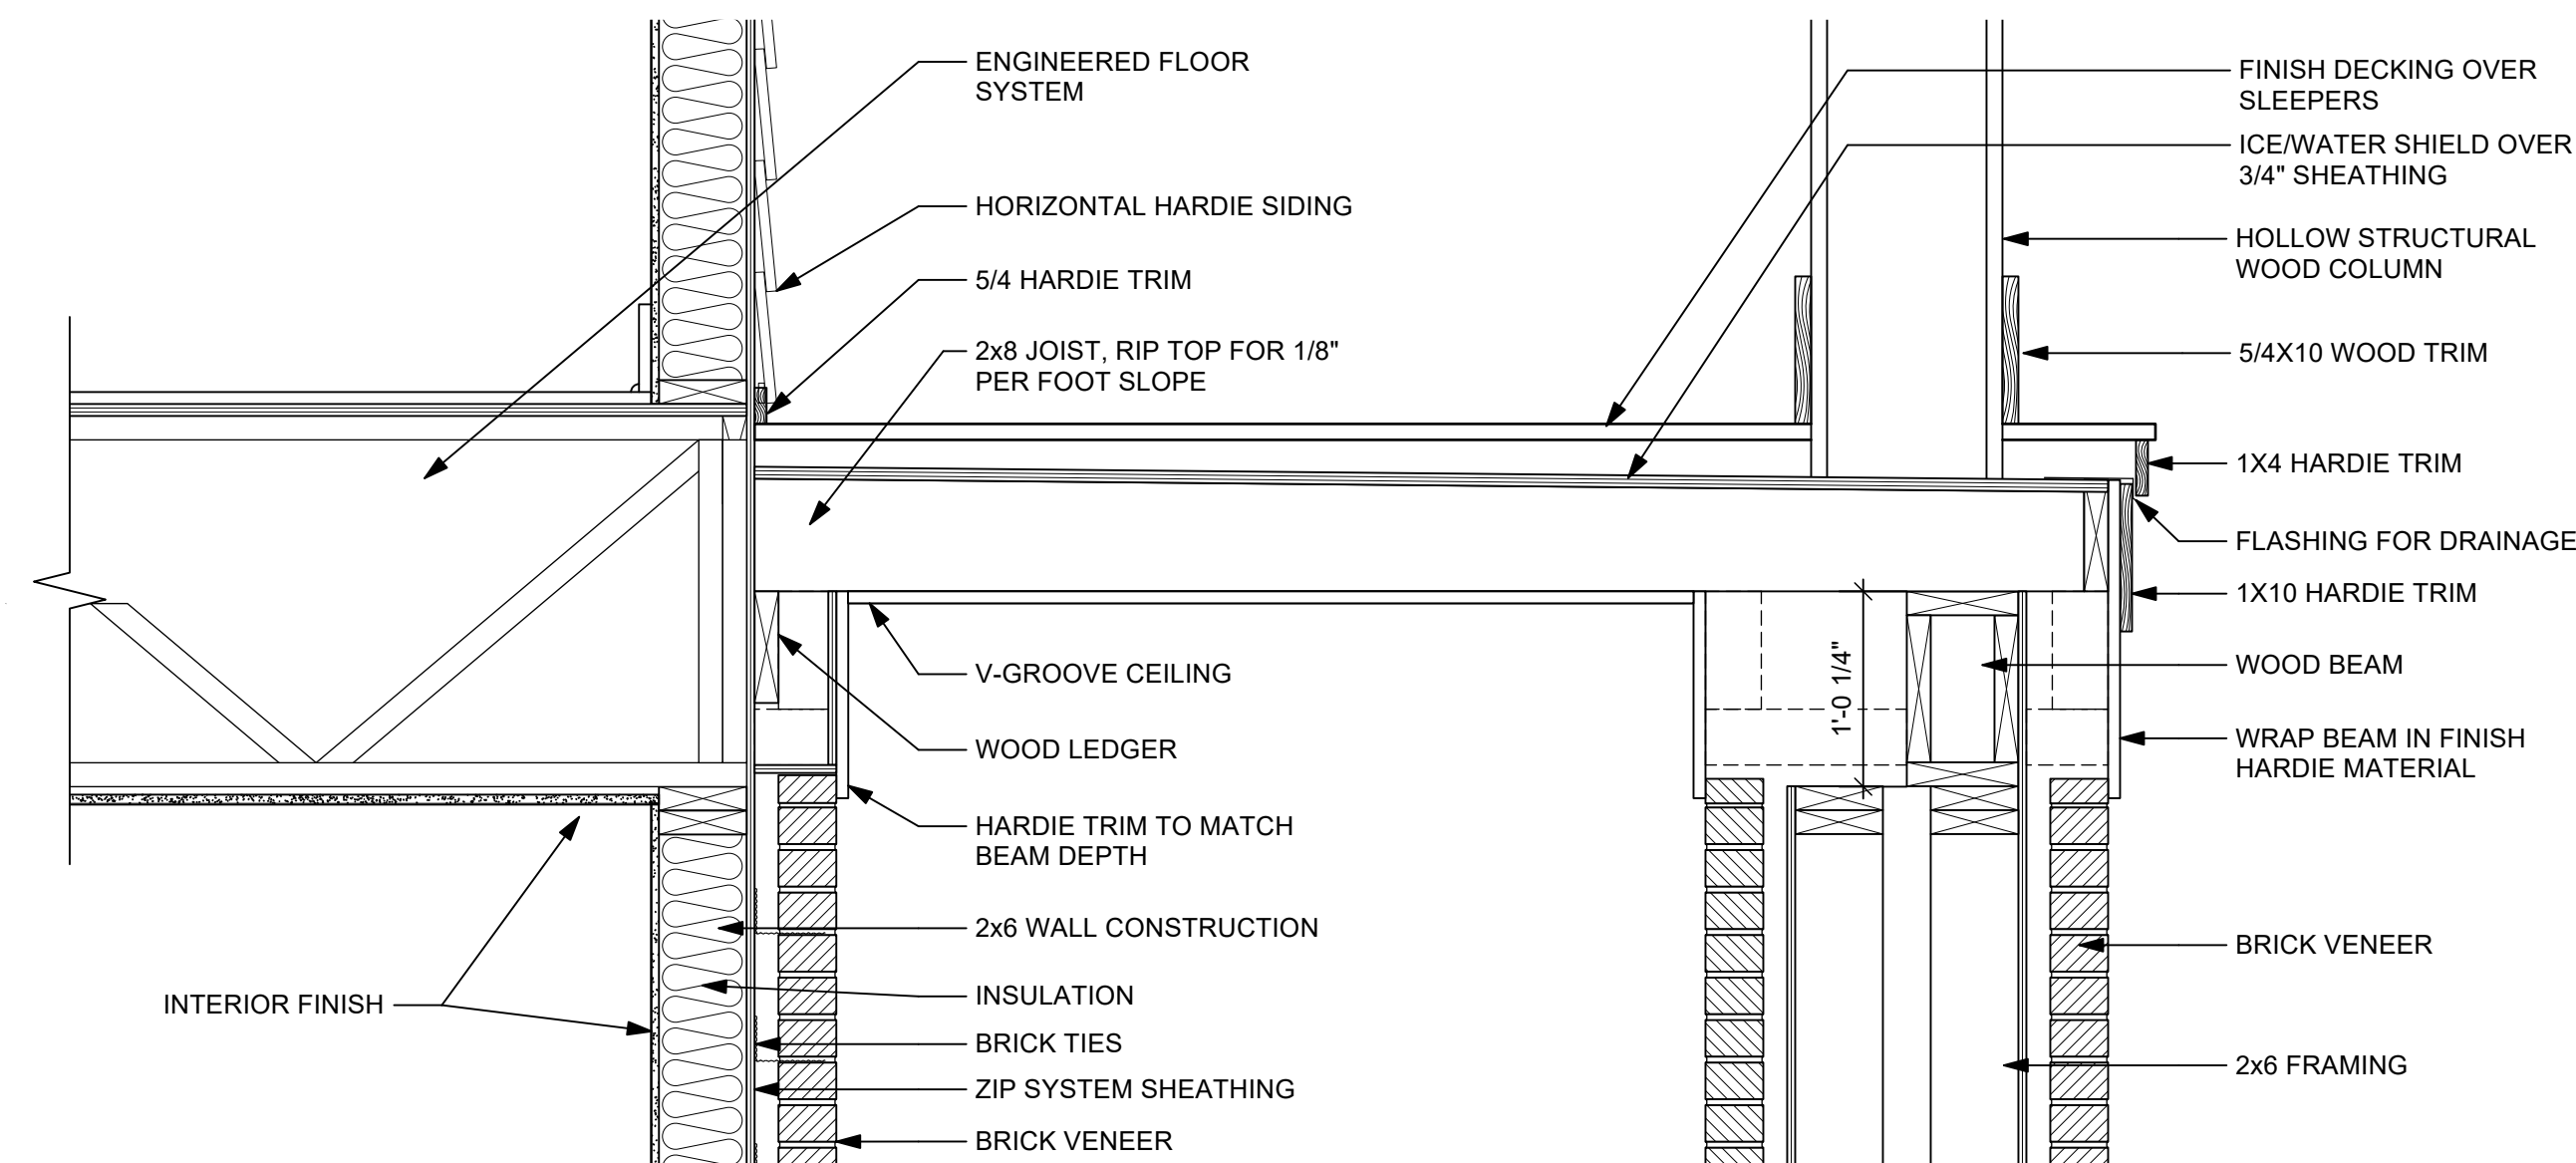 ENGINEERED FLOOR
SYSTEM
HORIZONTAL HARDIE SIDING
5/4 HARDIE TRIM
2x8 JOIST, RIP TOP FOR 1/8"
PER FOOT SLOPE
V-GROOVE CEILING
WOOD LEDGER
HARDIE TRIM TO MATCH
BEAM DEPTH
2x6 WALL CONSTRUCTION
INSULATION
BRICK TIES
ZIP SYSTEM SHEATHING
BRICK VENEER
INTERIOR FINISH
1'-0 1/4"
FINISH DECKING OVER
SLEEPERS
ICE/WATER SHIELD OVER
3/4" SHEATHING
HOLLOW STRUCTURAL
WOOD COLUMN
5/4X10 WOOD TRIM
1X4 HARDIE TRIM
FLASHING FOR DRAINAGE
1X10 HARDIE TRIM
WOOD BEAM
WRAP BEAM IN FINISH
HARDIE MATERIAL
BRICK VENEER
2x6 FRAMING